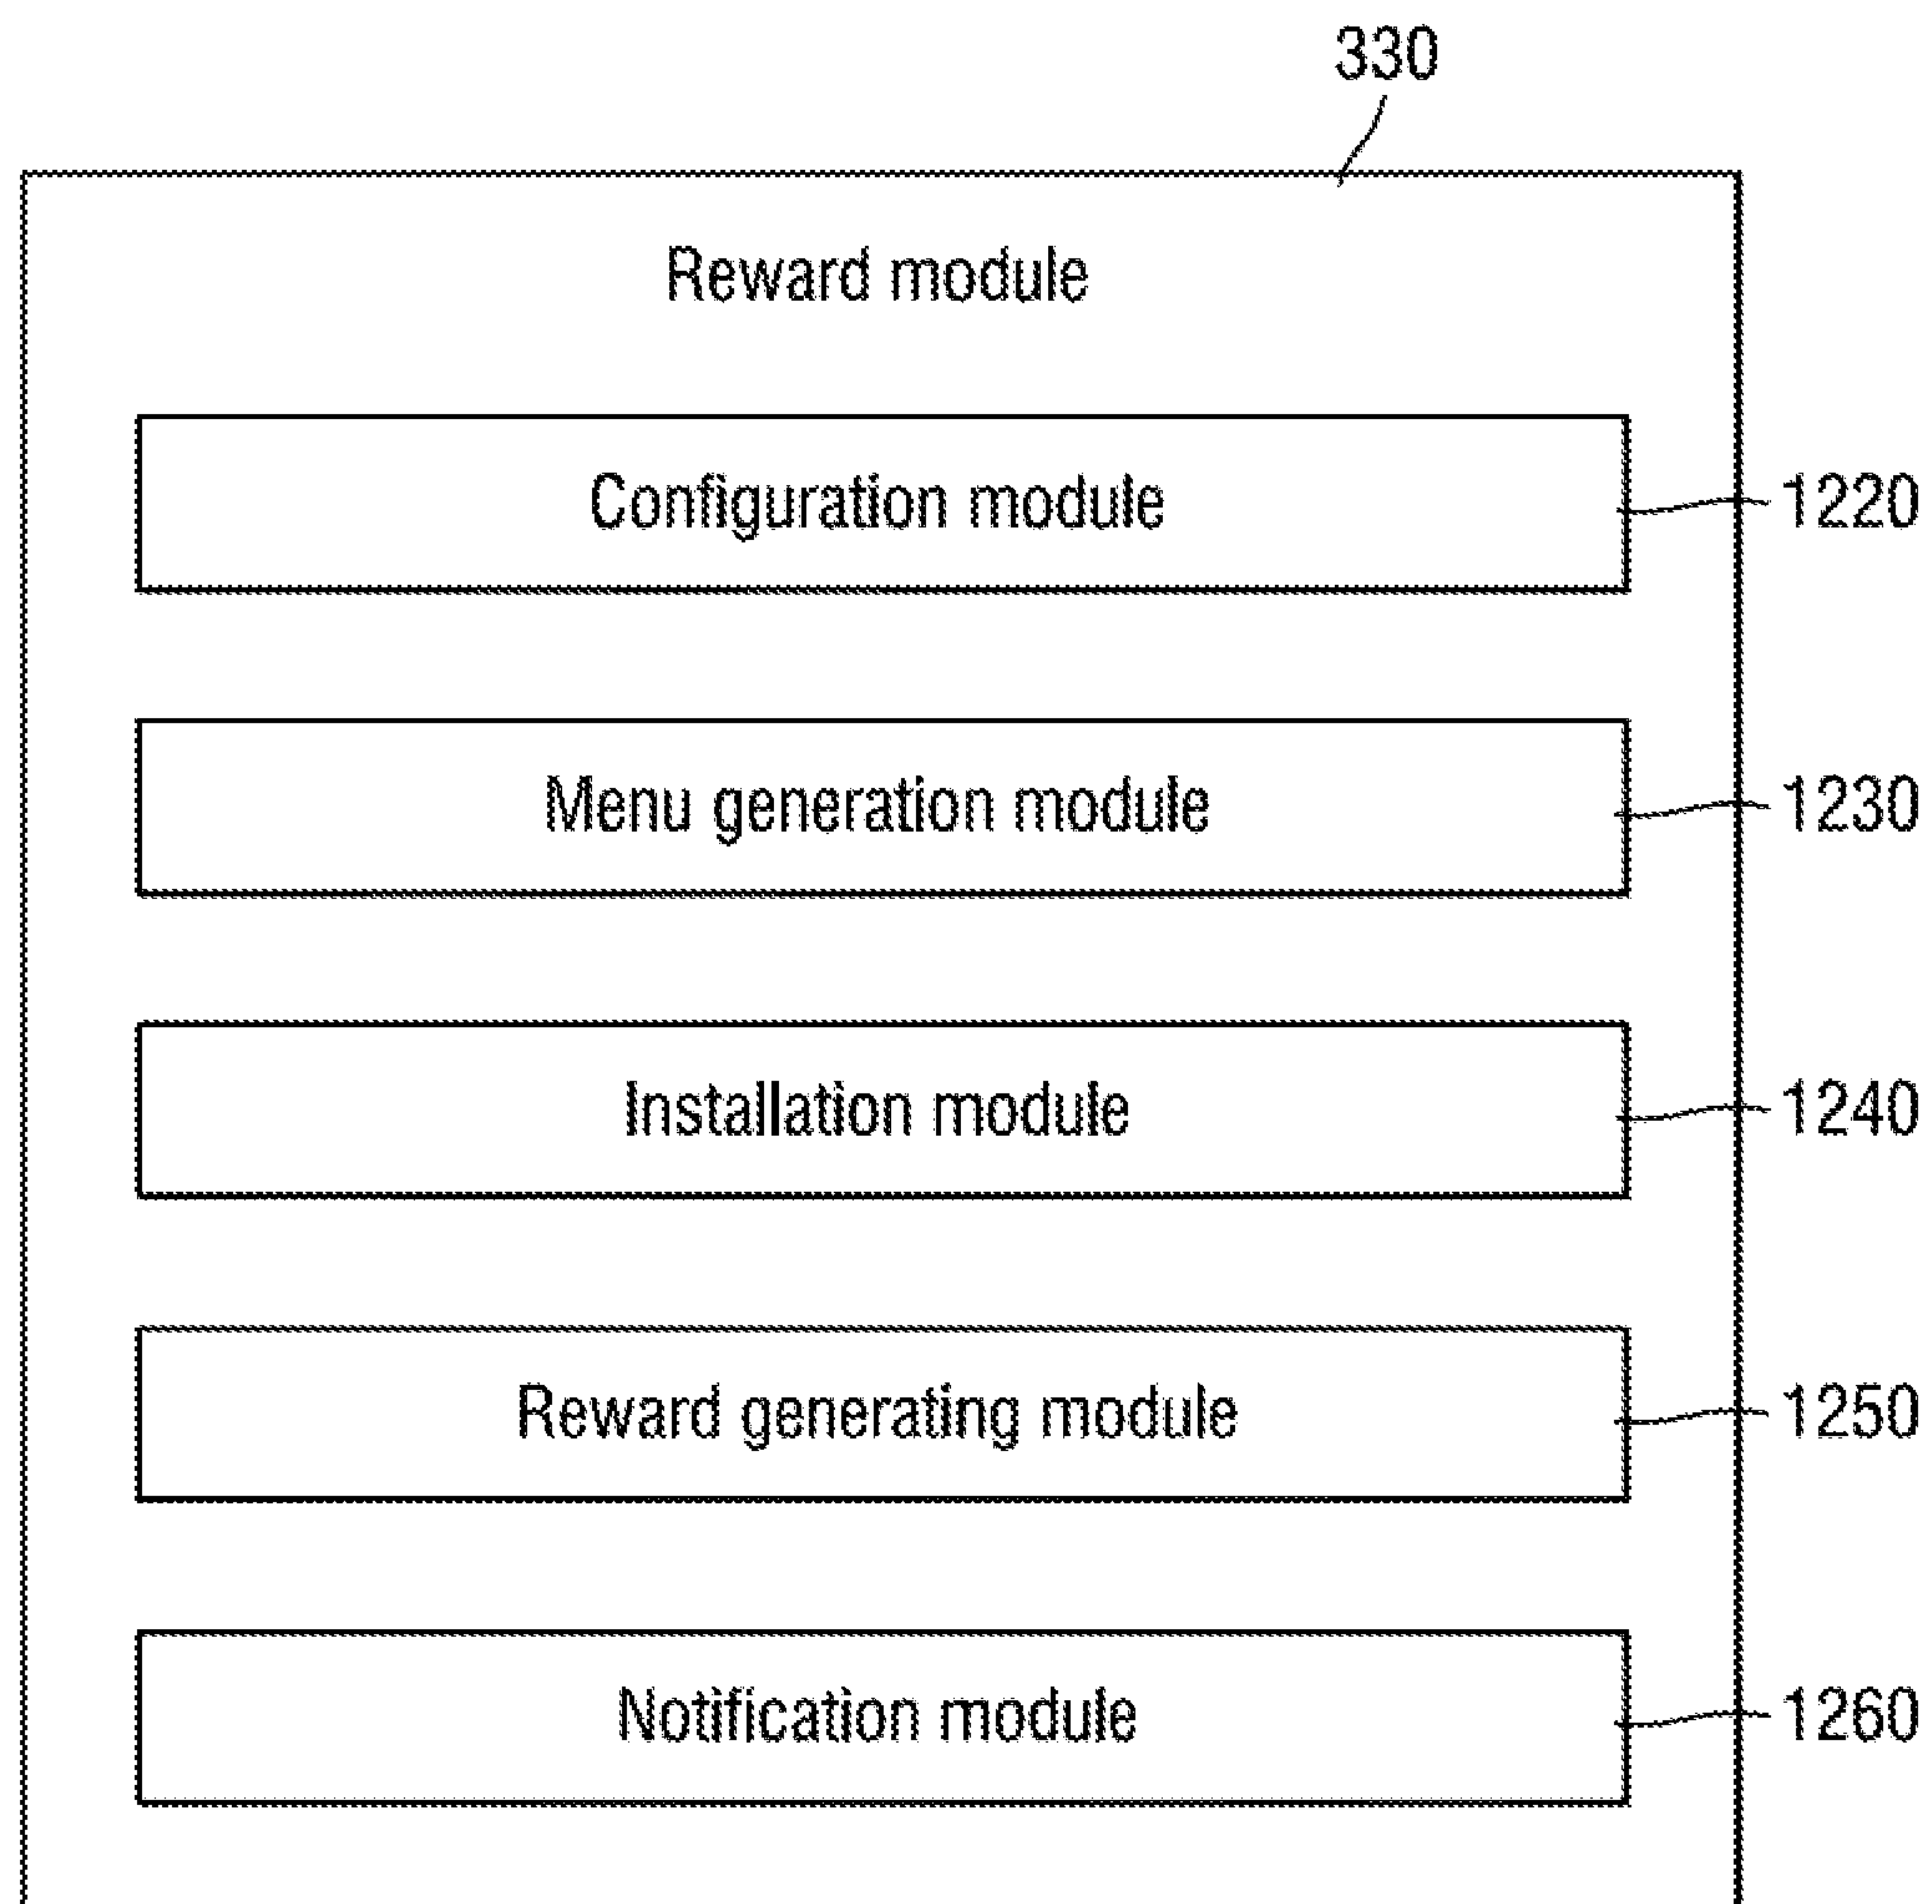 330
Reward module
Configuration module 1220
Menu generation module 1230
Installation module 1240
Reward generating module 1250
Notification module 1260